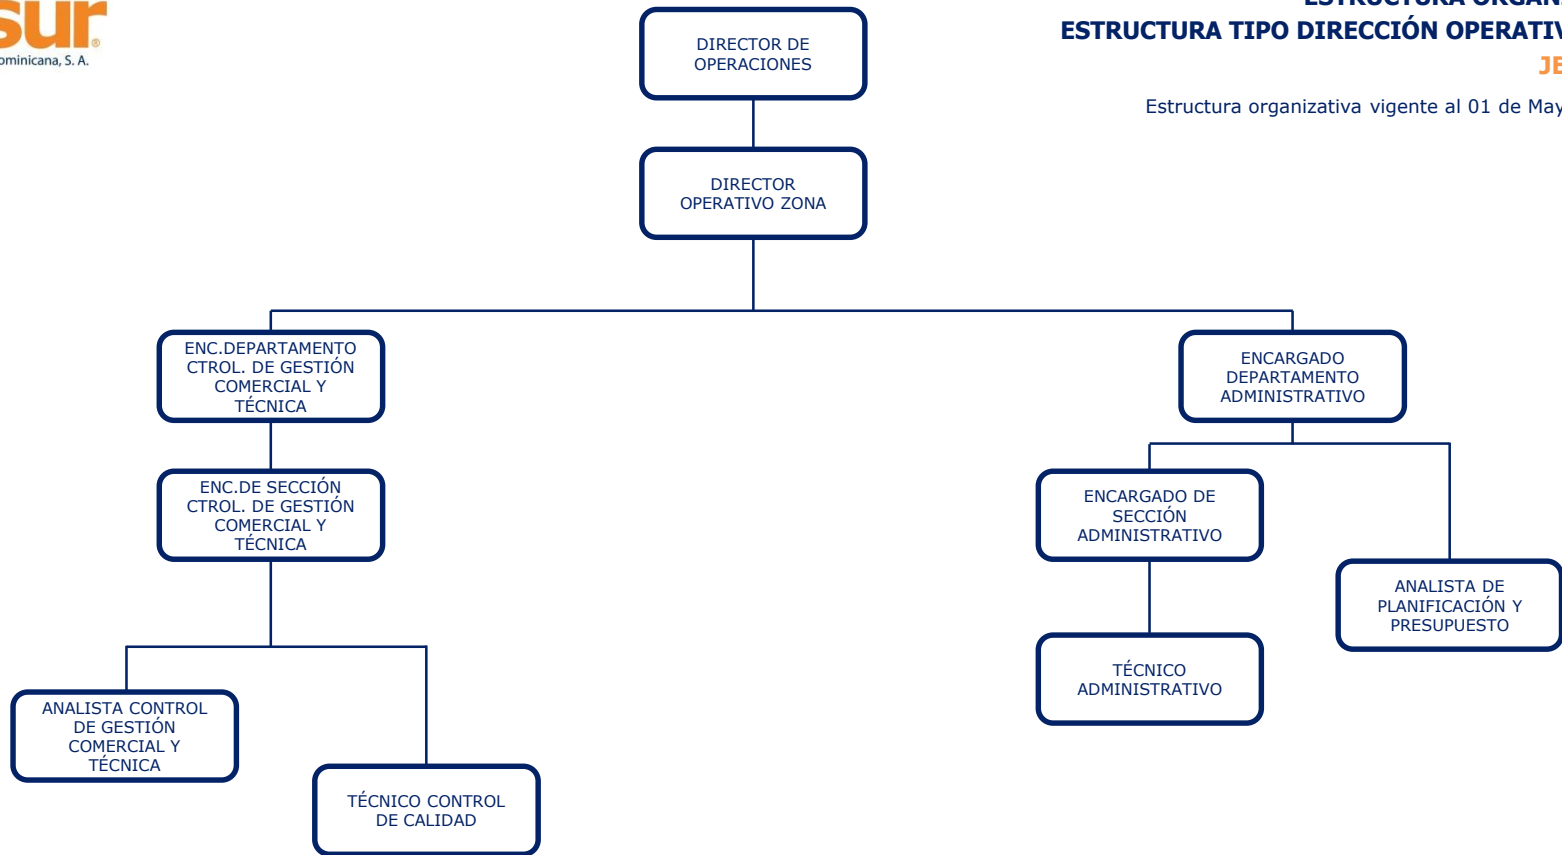 sur
ominicana, S. A.
ESTRUCTURA TIPO DIRECCIÓN OPERATIV
Estructura organizativa vigente al 01 de May
DIRECTOR DE
OPERACIONES
DIRECTOR
OPERATIVO ZONA
ENC.DEPARTAMENTO
CTROL. DE GESTIÓN
COMERCIAL Y
TÉCNICA
ENCARGADO
DEPARTAMENTO
ADMINISTRATIVO
ENC.DE SECCIÓN
CTROL. DE GESTIÓN
COMERCIAL Y
TÉCNICA
ENCARGADO DE
SECCIÓN
ADMINISTRATIVO
ANALISTA DE
PLANIFICACIÓN Y
PRESUPUESTO
TÉCNICO
ADMINISTRATIVO
ANALISTA CONTROL
DE GESTIÓN
COMERCIAL Y
TÉCNICA
TÉCNICO CONTROL
DE CALIDAD